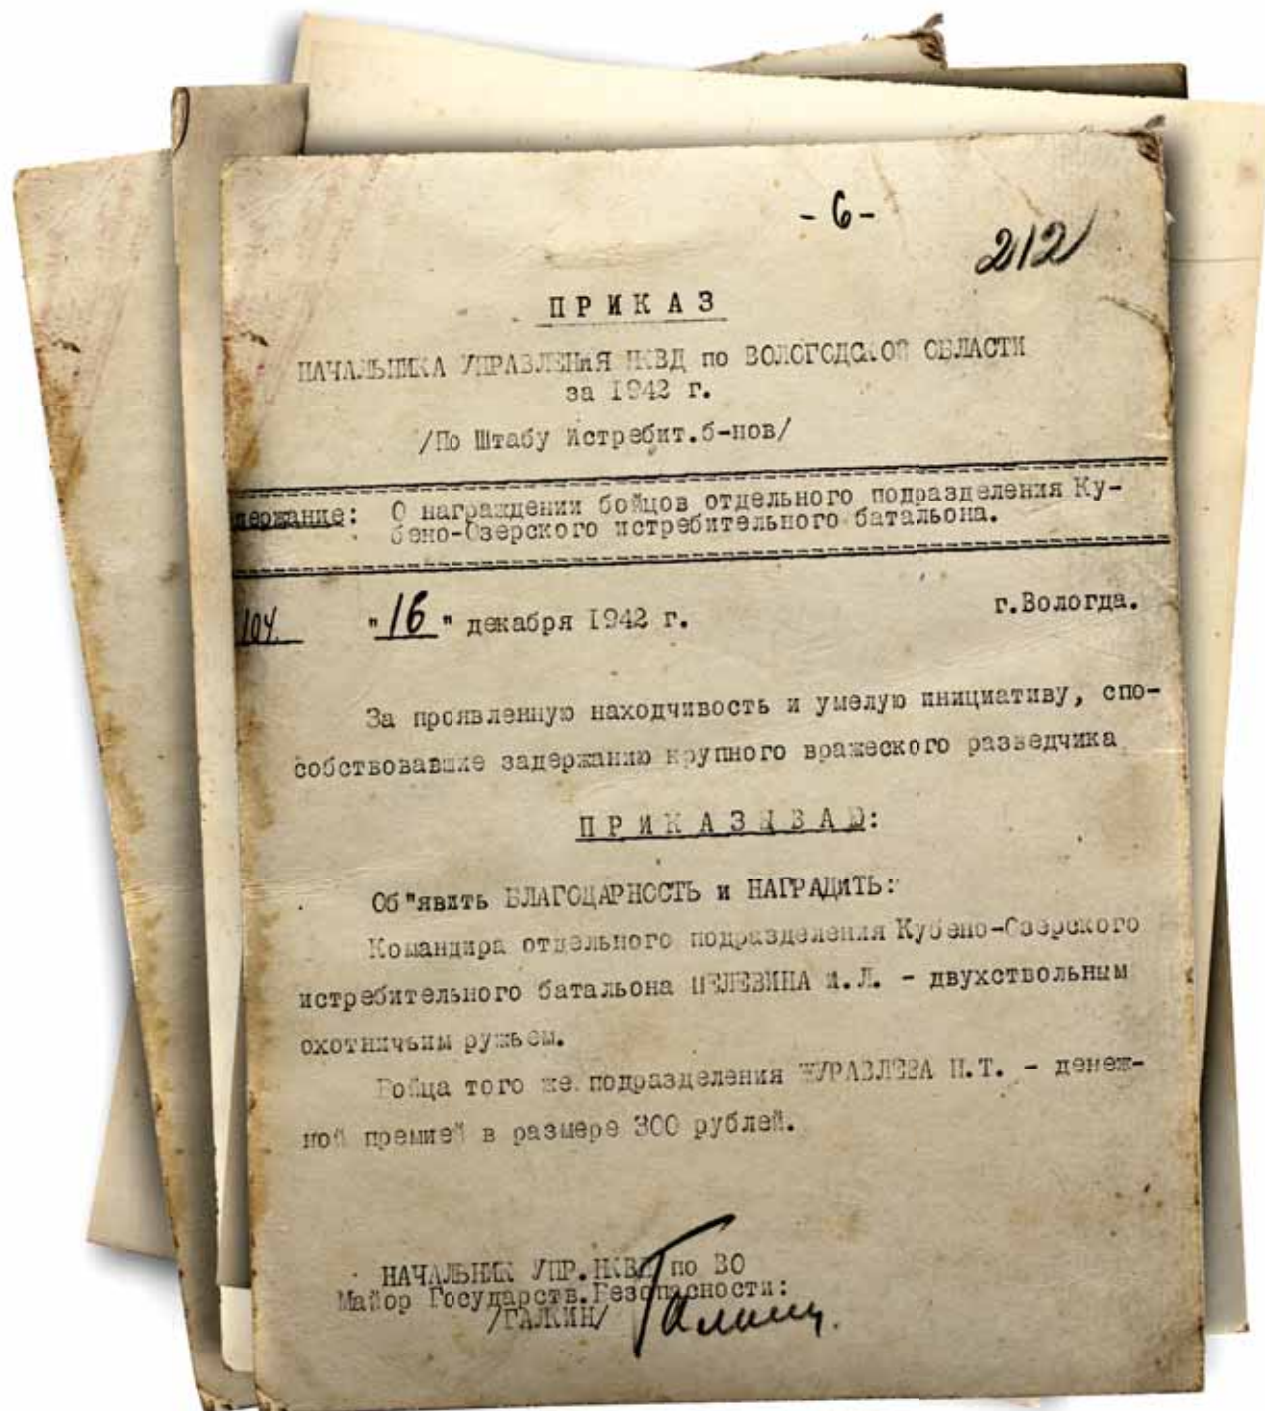 - 6 -
212
ПРИКАЗ
НАЧАЛЬНИКА УПРАВЛЕНИЯ НКВД по ВОЛОГОДСКОЙ ОБЛАСТИ
за 1942 г.
/По Штабу Истребит.б-нов/
держание: О награждении бойцов отдельного подразделения Ку-
бено-Озерского истребительного батальона.
104. "16" декабря 1942 г. г.Вологда.
За проявленную находчивость и умелую инициативу, спо-
собствовавшие задержанию крупного вражеского разведчика
ПРИКАЗЫВАЮ:
Об"явить БЛАГОДАРНОСТЬ и НАГРАДИТЬ:
Командира отдельного подразделения Кубено-Озерского
истребительного батальона ПЕЛЕВИНА И.Л. - двухствольным
охотничьим ружьем.
Бойца того же подразделения ЖУРАВЛЕВА П.Т. - денеж-
ной премией в размере 300 рублей.
НАЧАЛЬНИК УПР.НКВД по ВО
Майор Государств.Безопасности:
/ГАЛКИН/ Галкин.